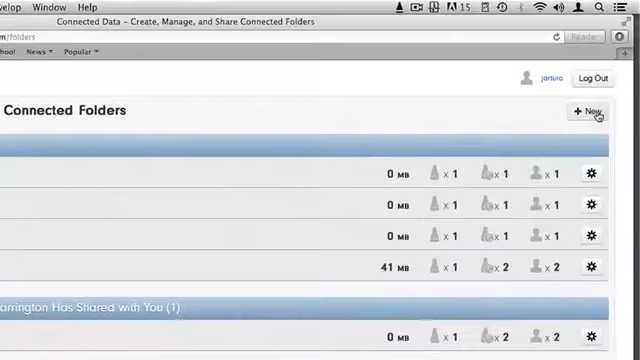 velop Window Help 15
Connected Data – Create, Manage, and Share Connected Folders
m/folders Reader
hoo! News Popular
jarturo Log Out
Connected Folders + New
0 MB x 1 x 1 x 1
0 MB x 1 x 1 x 1
0 MB x 1 x 1 x 1
41 MB x 1 x 2 x 2
arrington Has Shared with You (1)
0 MB x 1 x 2 x 2